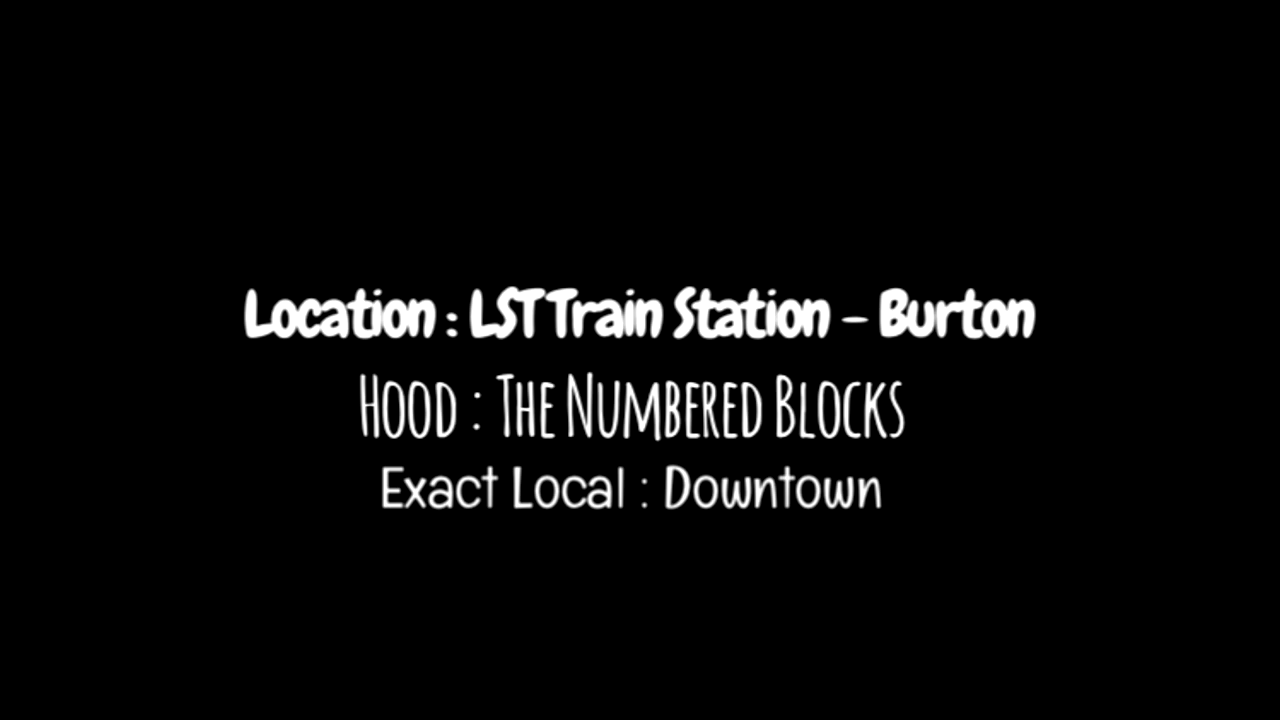 Location : LST Train Station - Burton
Hood : The Numbered Blocks
Exact Local : Downtown